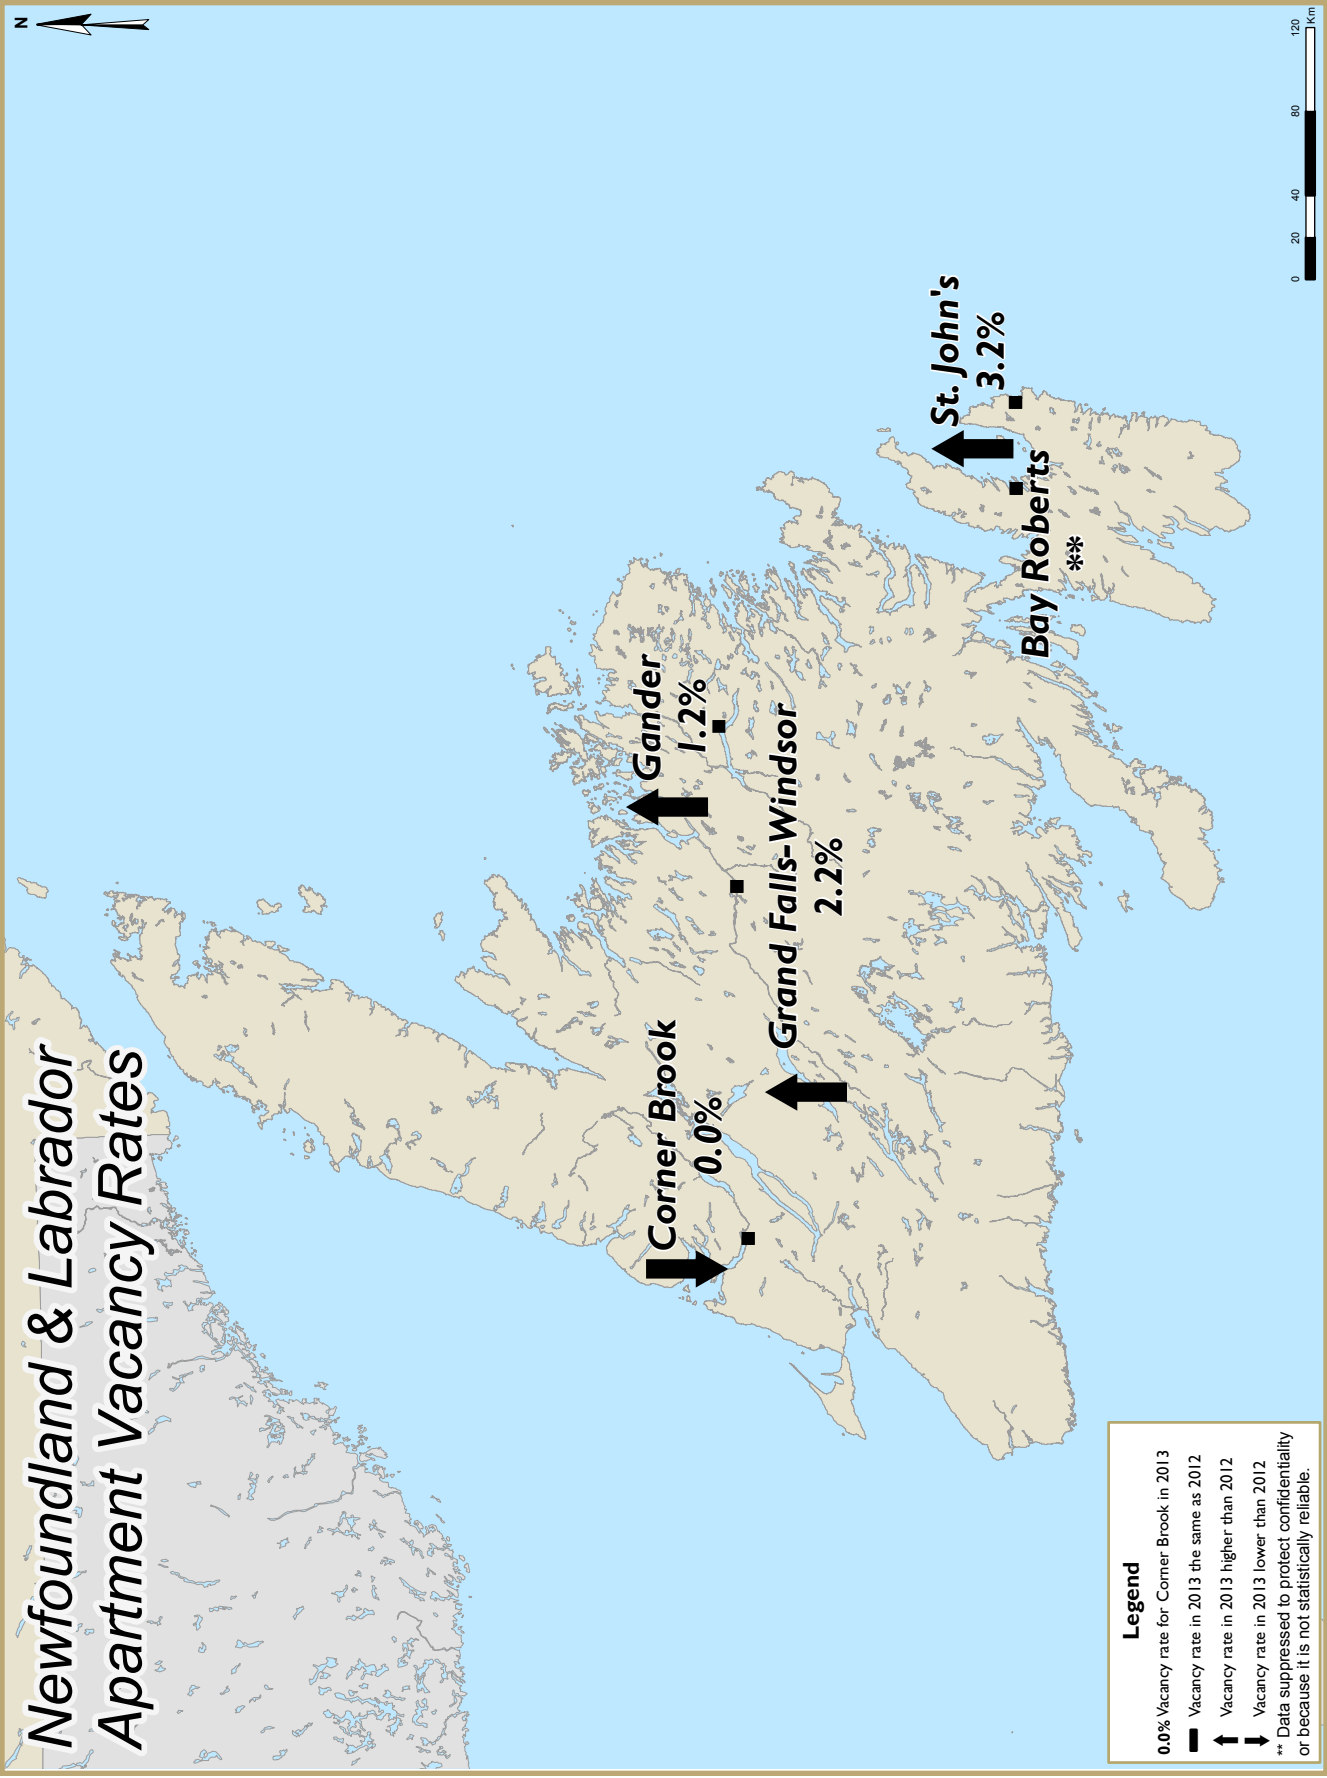 Newfoundland & Labrador
Apartment Vacancy Rates
N
Corner Brook
0.0%
Gander
1.2%
Grand Falls-Windsor
2.2%
St. John's
3.2%
Bay Roberts
**
Legend
0.0% Vacancy rate for Corner Brook in 2013
Vacancy rate in 2013 the same as 2012
Vacancy rate in 2013 higher than 2012
Vacancy rate in 2013 lower than 2012
** Data suppressed to protect confidentiality
or because it is not statistically reliable.
0 20 40 80 120
Km